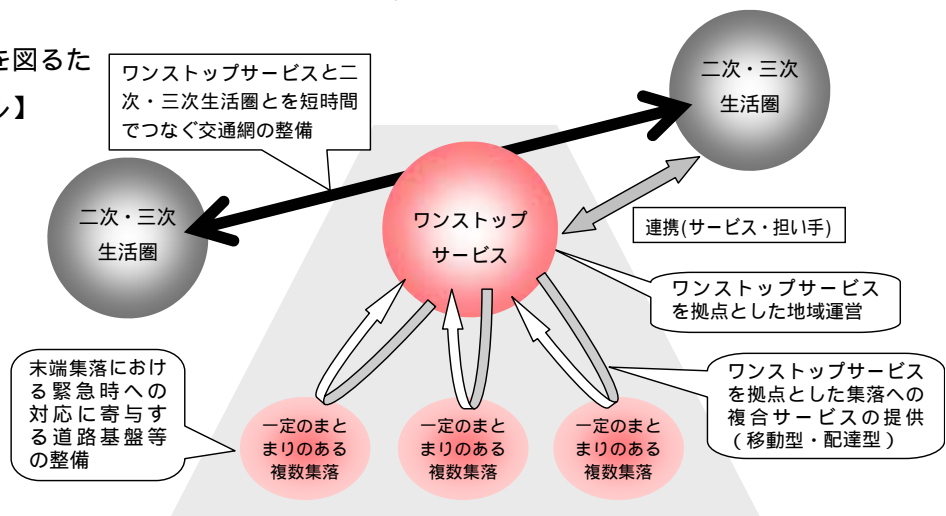 を図るた
ル】
ワンストップサービスと二
次・三次生活圏とを短時間
でつなぐ交通網の整備
二次・三次
生活圏
二次・三次
生活圏
ワンストップ
サービス
連携(サービス・担い手)
ワンストップサービス
を拠点とした地域運営
末端集落におけ
る緊急時への
対応に寄与す
る道路基盤等
の整備
ワンストップサービス
を拠点とした集落への
複合サービスの提供
(移動型・配達型)
一定のまと
まりのある
複数集落
一定のまと
まりのある
複数集落
一定のまと
まりのある
複数集落